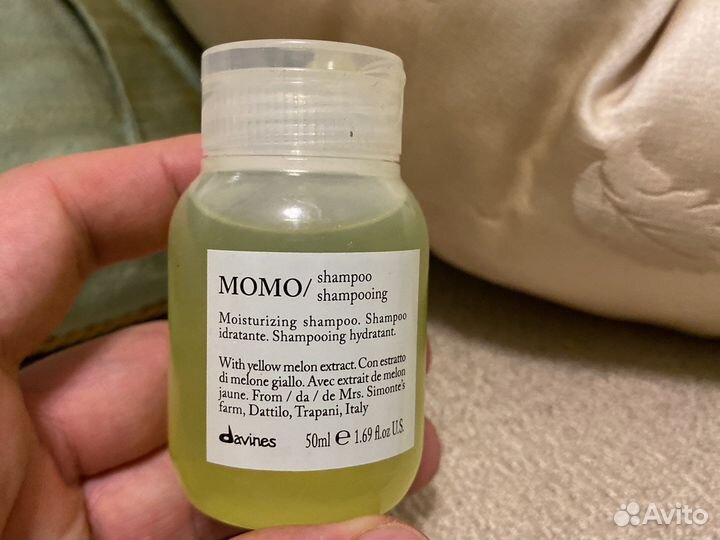 MOMO/ shampoo
shampooing
Moisturizing shampoo. Shampoo
idratante. Shampooing hydratant.
With yellow melon extract. Con estratto
di melone giallo. Avec extrait de melon
jaune. From / da / de Mrs. Simonte's
farm, Dattilo, Trapani, Italy
davines 50ml ℮ 1.69 fl.oz U.S.
Avito